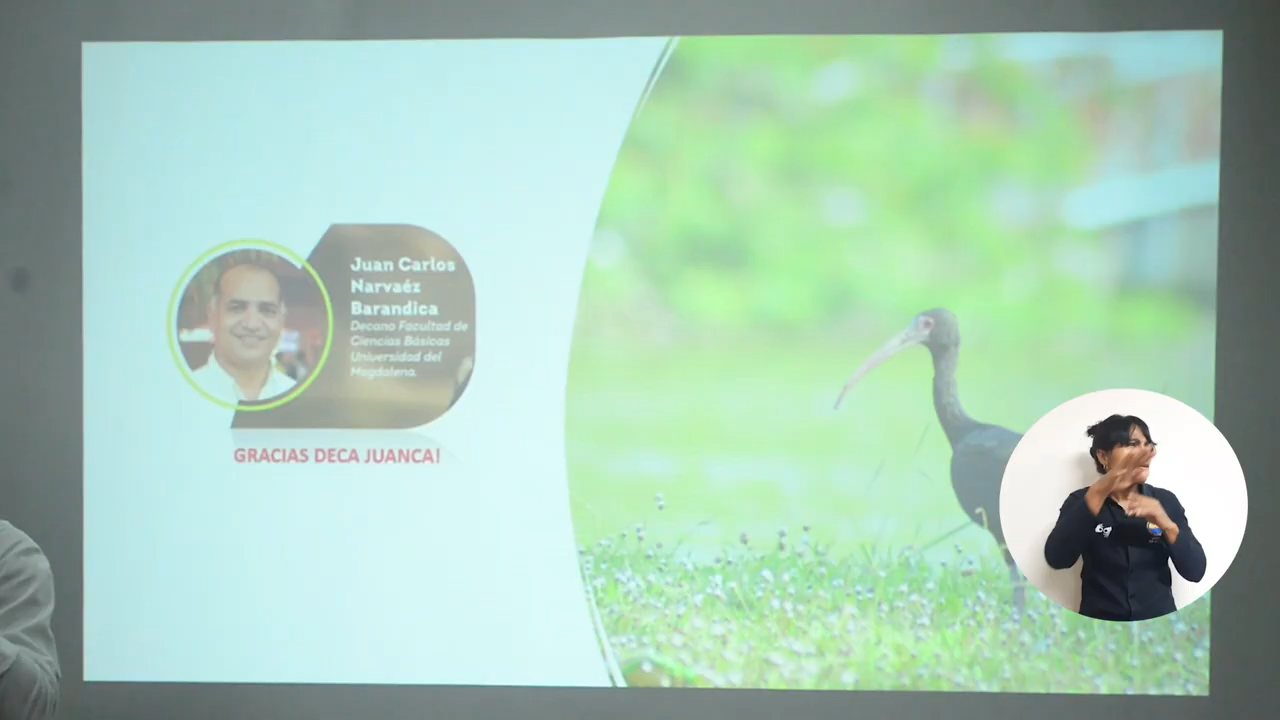 Juan Carlos
Narvaéz
Barandica
Decano Facultad de
Ciencias Básicas
Universidad del
Magdalena.
GRACIAS DECA JUANCA!